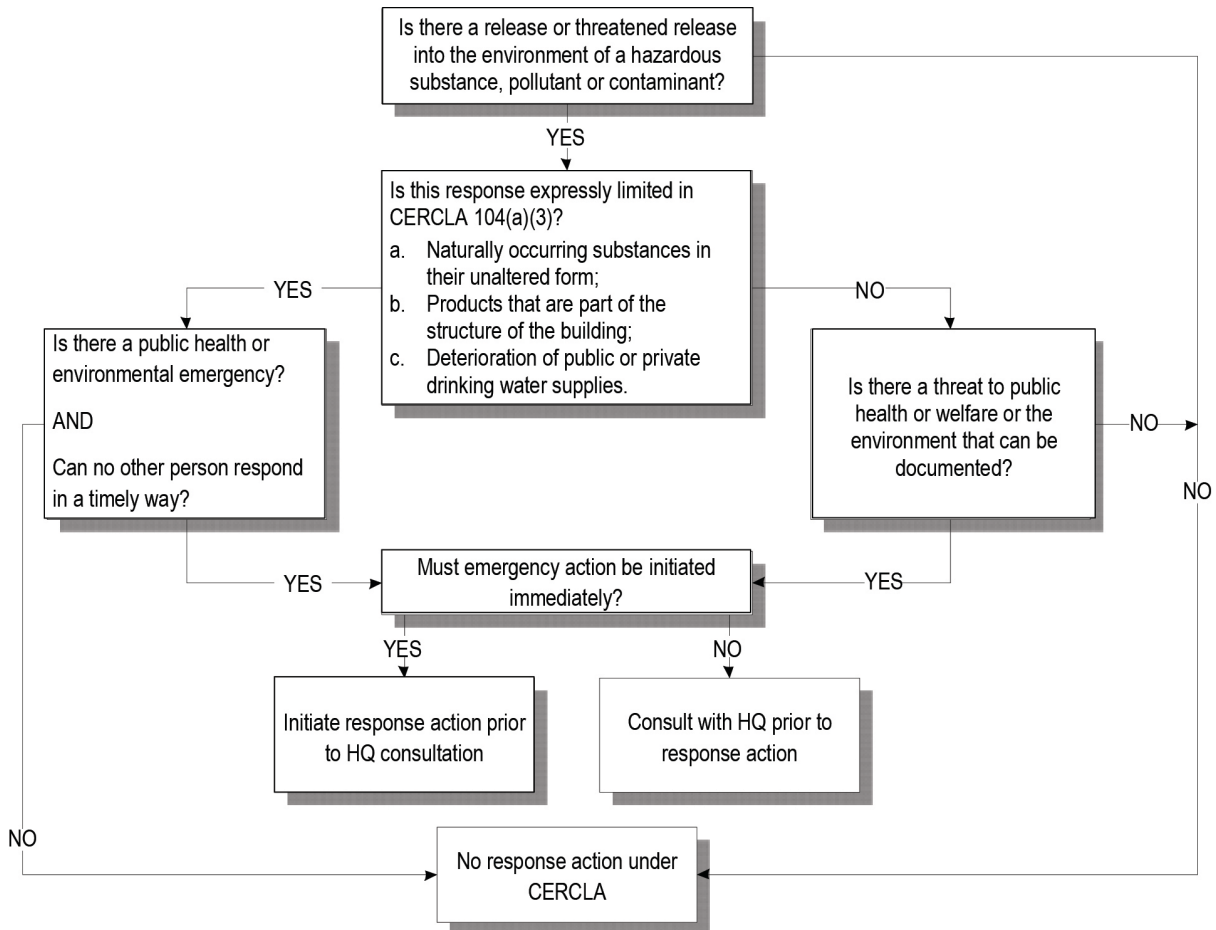 Is there a release or threatened release
into the environment of a hazardous
substance, pollutant or contaminant?
YES
Is this response expressly limited in
CERCLA 104(a)(3)?
a. Naturally occurring substances in
their unaltered form;
b. Products that are part of the
structure of the building;
c. Deterioration of public or private
drinking water supplies.
YES
NO
Is there a public health or
environmental emergency?
AND
Can no other person respond
in a timely way?
Is there a threat to public
health or welfare or the
environment that can be
documented?
NO
NO
YES
Must emergency action be initiated
immediately?
YES
YES
NO
Initiate response action prior
to HQ consultation
Consult with HQ prior to
response action
NO
No response action under
CERCLA